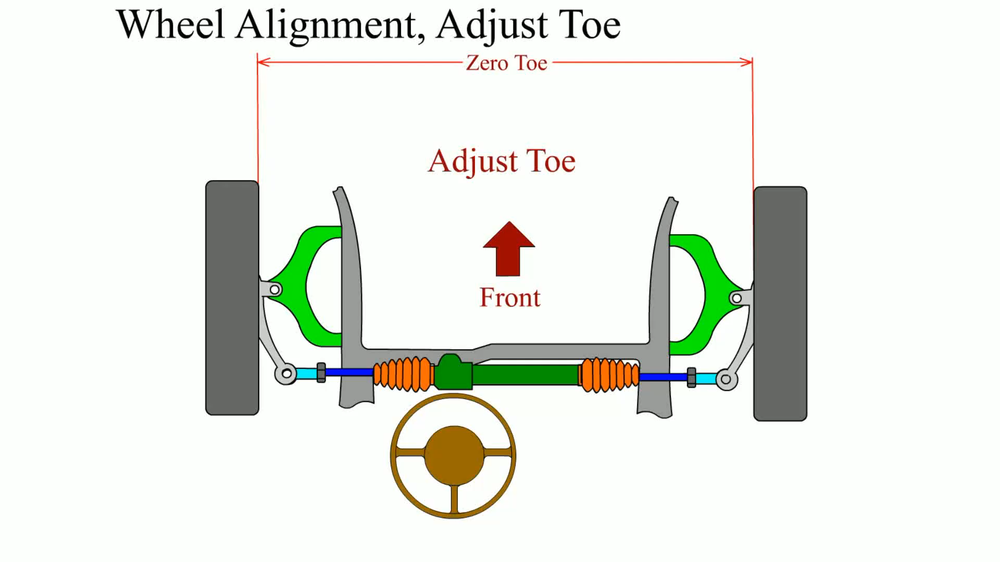 Wheel Alignment, Adjust Toe
Zero Toe
Adjust Toe
Front